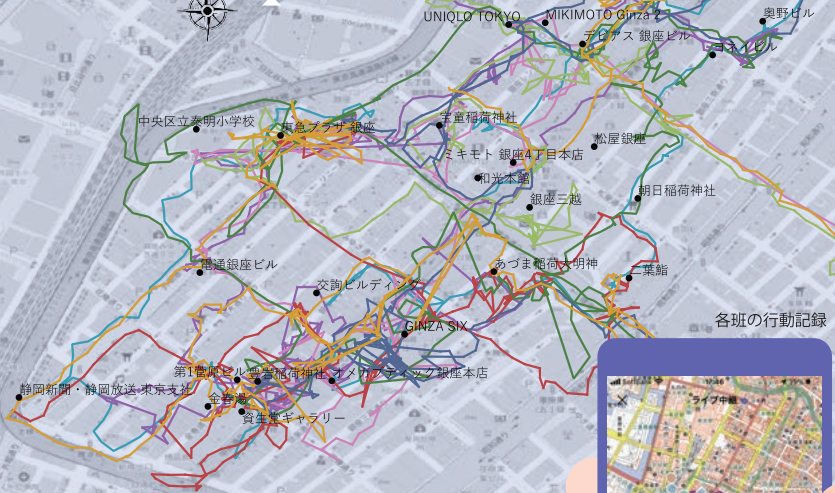 UNIQLO TOKYO
MIKIMOTO Ginza 2
奥野ビル
デビアス 銀座ビル
ヨネイビル
中央区立泰明小学校
東急プラザ 銀座
宝童稲荷神社
松屋銀座
ミキモト 銀座4丁目本店
和光本館
朝日稲荷神社
銀座三越
電通銀座ビル
あづま稲荷大明神
二葉鮨
交詢ビルディング
各班の行動記録
GINZA SIX
第1菅原ビル
豊岩稲荷神社
オメガブティック銀座本店
静岡新聞・静岡放送 東京支社
金春湯
資生堂ギャラリー
ライブ中継